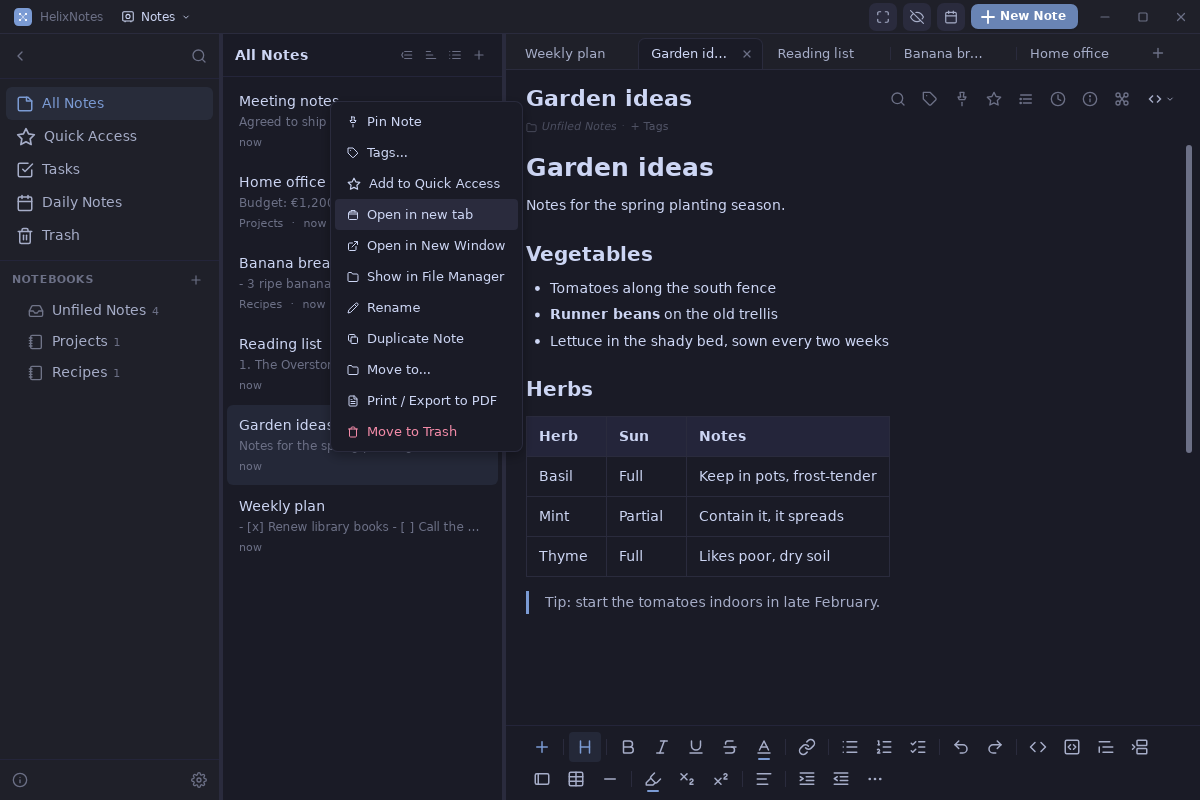 HelixNotes
Notes
New Note
All Notes
Quick Access
Tasks
Daily Notes
Trash
NOTEBOOKS
Unfiled Notes 4
Projects 1
Recipes 1
All Notes
Meeting notes
Agreed to ship
now
Home office
Budget: €1,200
Projects · now
Banana brea
- 3 ripe banana
Recipes · now
Reading list
1. The Overstor
now
Garden ideas
Notes for the
now
Weekly plan
- [x] Renew library books - [ ] Call the ...
now
Pin Note
Tags...
Add to Quick Access
Open in new tab
Open in New Window
Show in File Manager
Rename
Duplicate Note
Move to...
Print / Export to PDF
Move to Trash
Weekly plan
Garden id...
Reading list
Banana br...
Home office
Garden ideas
Unfiled Notes · + Tags
Garden ideas
Notes for the spring planting season.
Vegetables
• Tomatoes along the south fence
• Runner beans on the old trellis
• Lettuce in the shady bed, sown every two weeks
Herbs
Herb Sun Notes
Basil Full Keep in pots, frost-tender
Mint Partial Contain it, it spreads
Thyme Full Likes poor, dry soil
Tip: start the tomatoes indoors in late February.